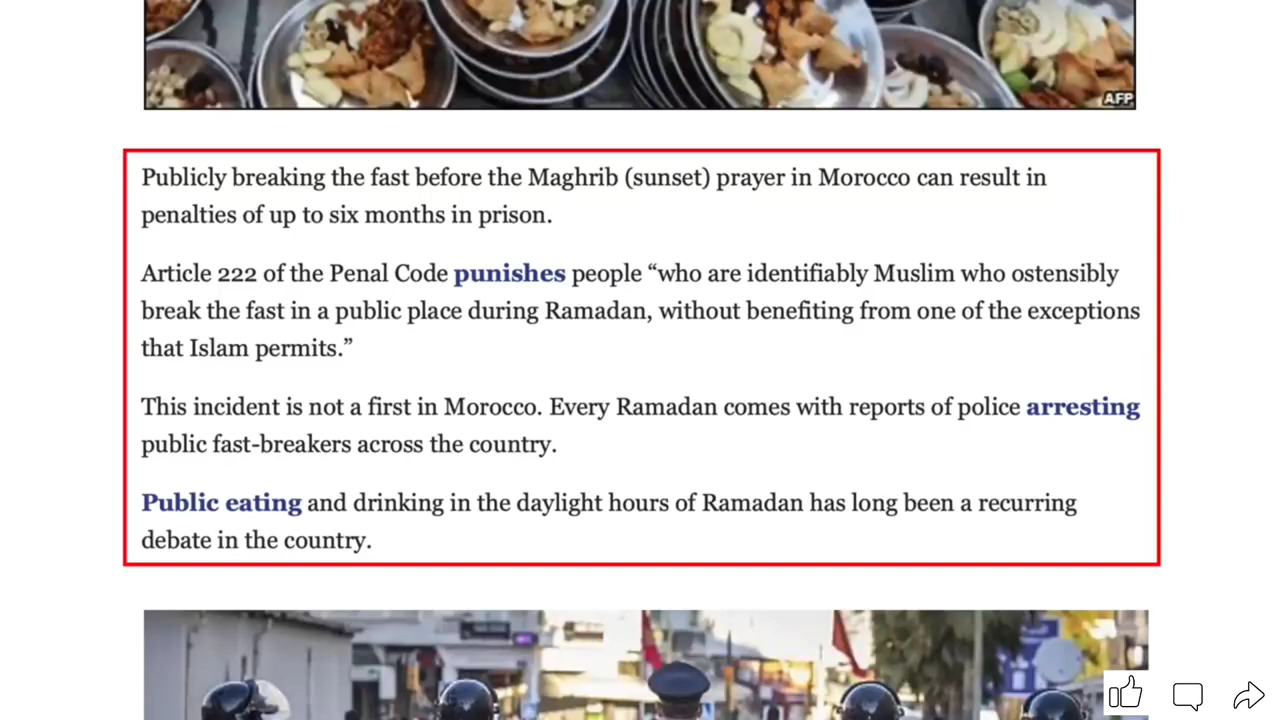 AFP
Publicly breaking the fast before the Maghrib (sunset) prayer in Morocco can result in
penalties of up to six months in prison.
Article 222 of the Penal Code punishes people “who are identifiably Muslim who ostensibly
break the fast in a public place during Ramadan, without benefiting from one of the exceptions
that Islam permits.”
This incident is not a first in Morocco. Every Ramadan comes with reports of police arresting
public fast-breakers across the country.
Public eating and drinking in the daylight hours of Ramadan has long been a recurring
debate in the country.